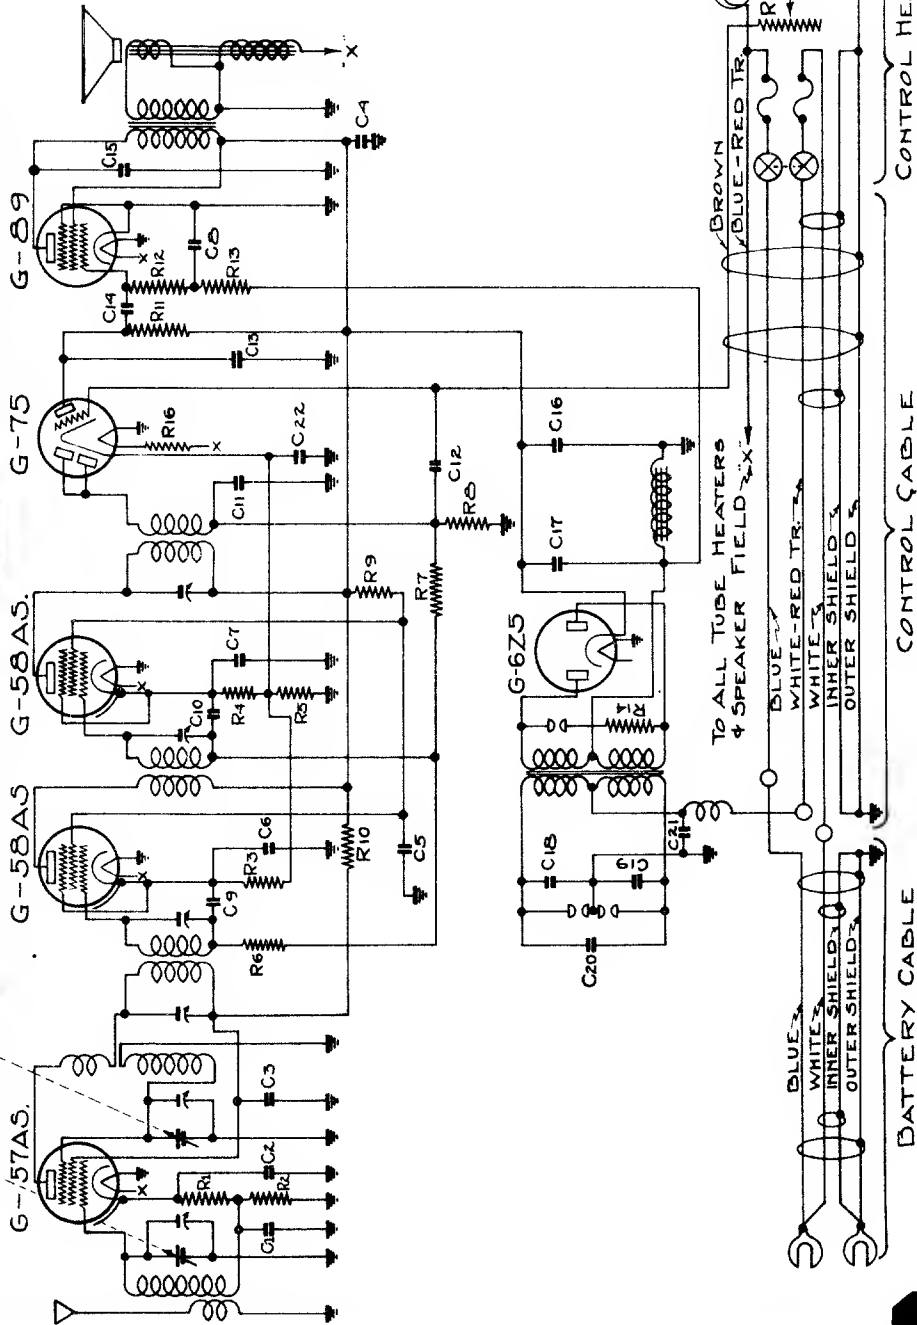 G-57AS.
G-58AS
G-58AS.
G-75
G-89
X
C15
C4
C14
R12
R11
C8
R13
X
C13
R16
X
C22
C11
C12
R8
R9
R7
C7
C10
R4
R5
X
C6
C9
R3
R10
C5
R6
X
C3
C2
R1
R2
C1
X
C16
C17
G-6Z5
R14
C18
C19
C20
C21
TO ALL TUBE HEATERS
& SPEAKER FIELD "X"
BROWN
BLUE-RED TR.
R
BLUE
WHITE-RED TR.
WHITE
INNER SHIELD
OUTER SHIELD
BLUE
WHITE
INNER SHIELD
OUTER SHIELD
BATTERY CABLE
CONTROL CABLE
CONTROL HE